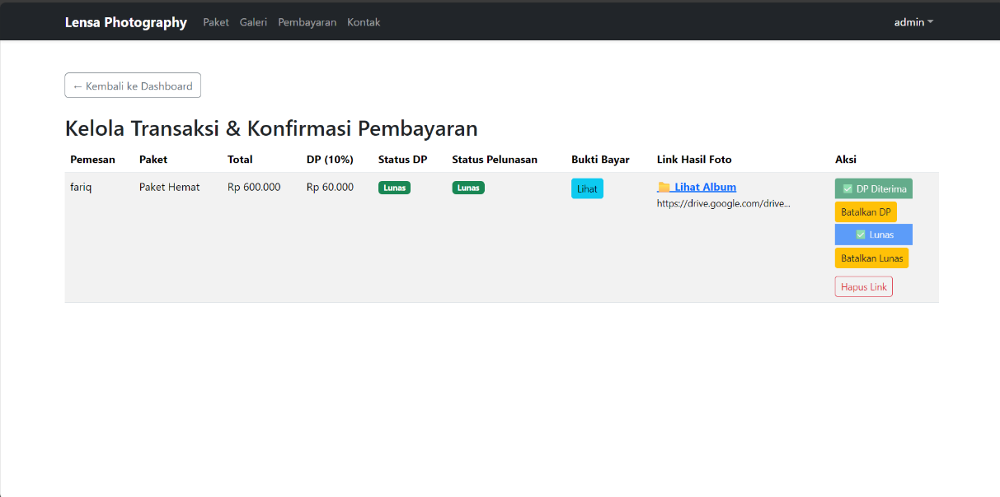 Lensa Photography Paket Galeri Pembayaran Kontak admin
← Kembali ke Dashboard
Kelola Transaksi & Konfirmasi Pembayaran
Pemesan Paket Total DP (10%) Status DP Status Pelunasan Bukti Bayar Link Hasil Foto Aksi
fariq Paket Hemat Rp 600.000 Rp 60.000 Lunas Lunas Lihat 📁 Lihat Album ✅ DP Diterima
https://drive.google.com/drive...
Batalkan DP
✅ Lunas
Batalkan Lunas
Hapus Link